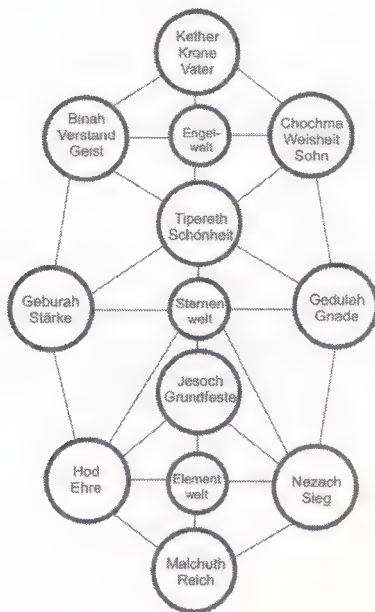 Kether
Krone
Vater
Binah
Verstand
Geist
Engel-
welt
Chochma
Weisheit
Sohn
Tipereth
Schönheit
Geburah
Stärke
Sternen
welt
Gedulah
Gnade
Jesoch
Grundfeste
Hod
Ehre
Element
welt
Nezach
Sieg
Malchuth
Reich